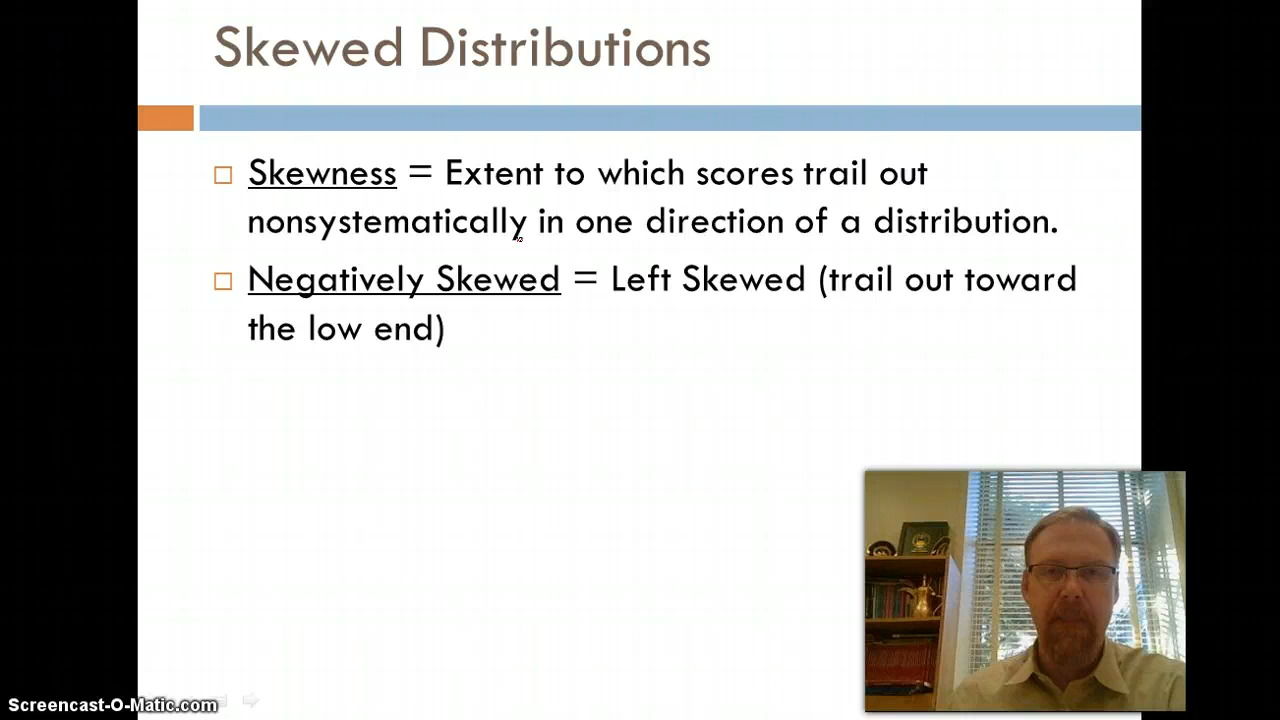 Skewed Distributions
Skewness = Extent to which scores trail out
nonsystematically in one direction of a distribution.
Negatively Skewed = Left Skewed (trail out toward
the low end)
Screencast-O-Matic.com